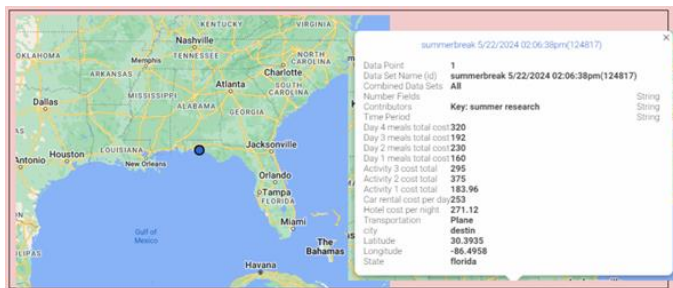 KENTUCKY
VIRGINIA
Nashville
OKLAHOMA
TENNESSEE
NORTH
CAROLINA
Memphis
Charlotte
ARKANSAS
Atlanta
SOUTH
CAROLINA
MISSISSIPPI
Dallas
ALABAMA
GEORGIA
LOUISIANA
Jacksonville
Antonio
Houston
New Orleans
Orlando
Tampa
FLORIDA
Gulf of
Mexico
Miami
The
Bahamas
Havana
summerbreak 5/22/2024 02:06:38pm(124817)
Data Point 1
Data Set Name (id) summerbreak 5/22/2024 02:06:38pm(124817)
Combined Data Sets All
Number Fields String
Contributors Key: summer research String
Time Period String
Day 4 meals total cost 320
Day 3 meals total cost 192
Day 2 meals total cost 230
Day 1 meals total cost 160
Activity 3 cost total 295
Activity 2 cost total 375
Activity 1 cost total 183.96
Car rental cost per day 253
Hotel cost per night 271.12
Transportation Plane
city destin
Latitude 30.3935
Longitude -86.4958
State florida